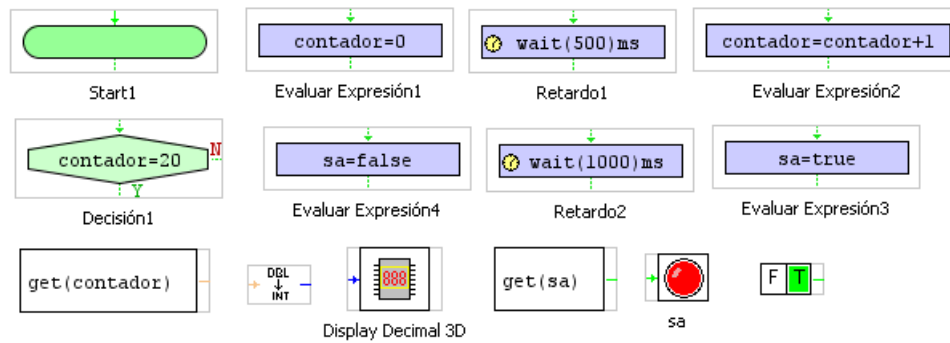 contador=0
wait(500)ms
contador=contador+1
Start1
Evaluar Expresión1
Retardo1
Evaluar Expresión2
contador=20
N
Y
sa=false
wait(1000)ms
sa=true
Decisión1
Evaluar Expresión4
Retardo2
Evaluar Expresión3
get(contador)
DBL
INT
888
get(sa)
F T
Display Decimal 3D
sa